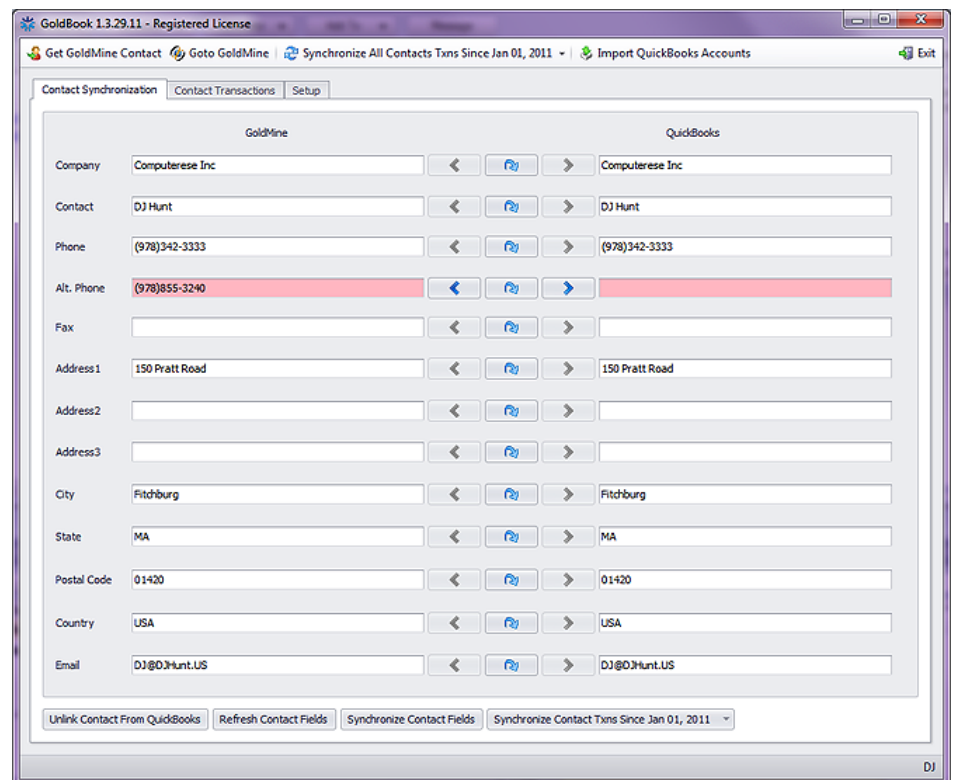 GoldBook 1.3.29.11 - Registered License
Get GoldMine Contact Goto GoldMine Synchronize All Contacts Txns Since Jan 01, 2011 Import QuickBooks Accounts Exit
Contact Synchronization Contact Transactions Setup
GoldMine QuickBooks
Company Computerese Inc Computerese Inc
Contact DJ Hunt DJ Hunt
Phone (978)342-3333 (978)342-3333
Alt. Phone (978)855-3240
Fax
Address1 150 Pratt Road 150 Pratt Road
Address2
Address3
City Fitchburg Fitchburg
State MA MA
Postal Code 01420 01420
Country USA USA
Email DJ@DJHunt.US DJ@DJHunt.US
Unlink Contact From QuickBooks Refresh Contact Fields Synchronize Contact Fields Synchronize Contact Txns Since Jan 01, 2011
DJ